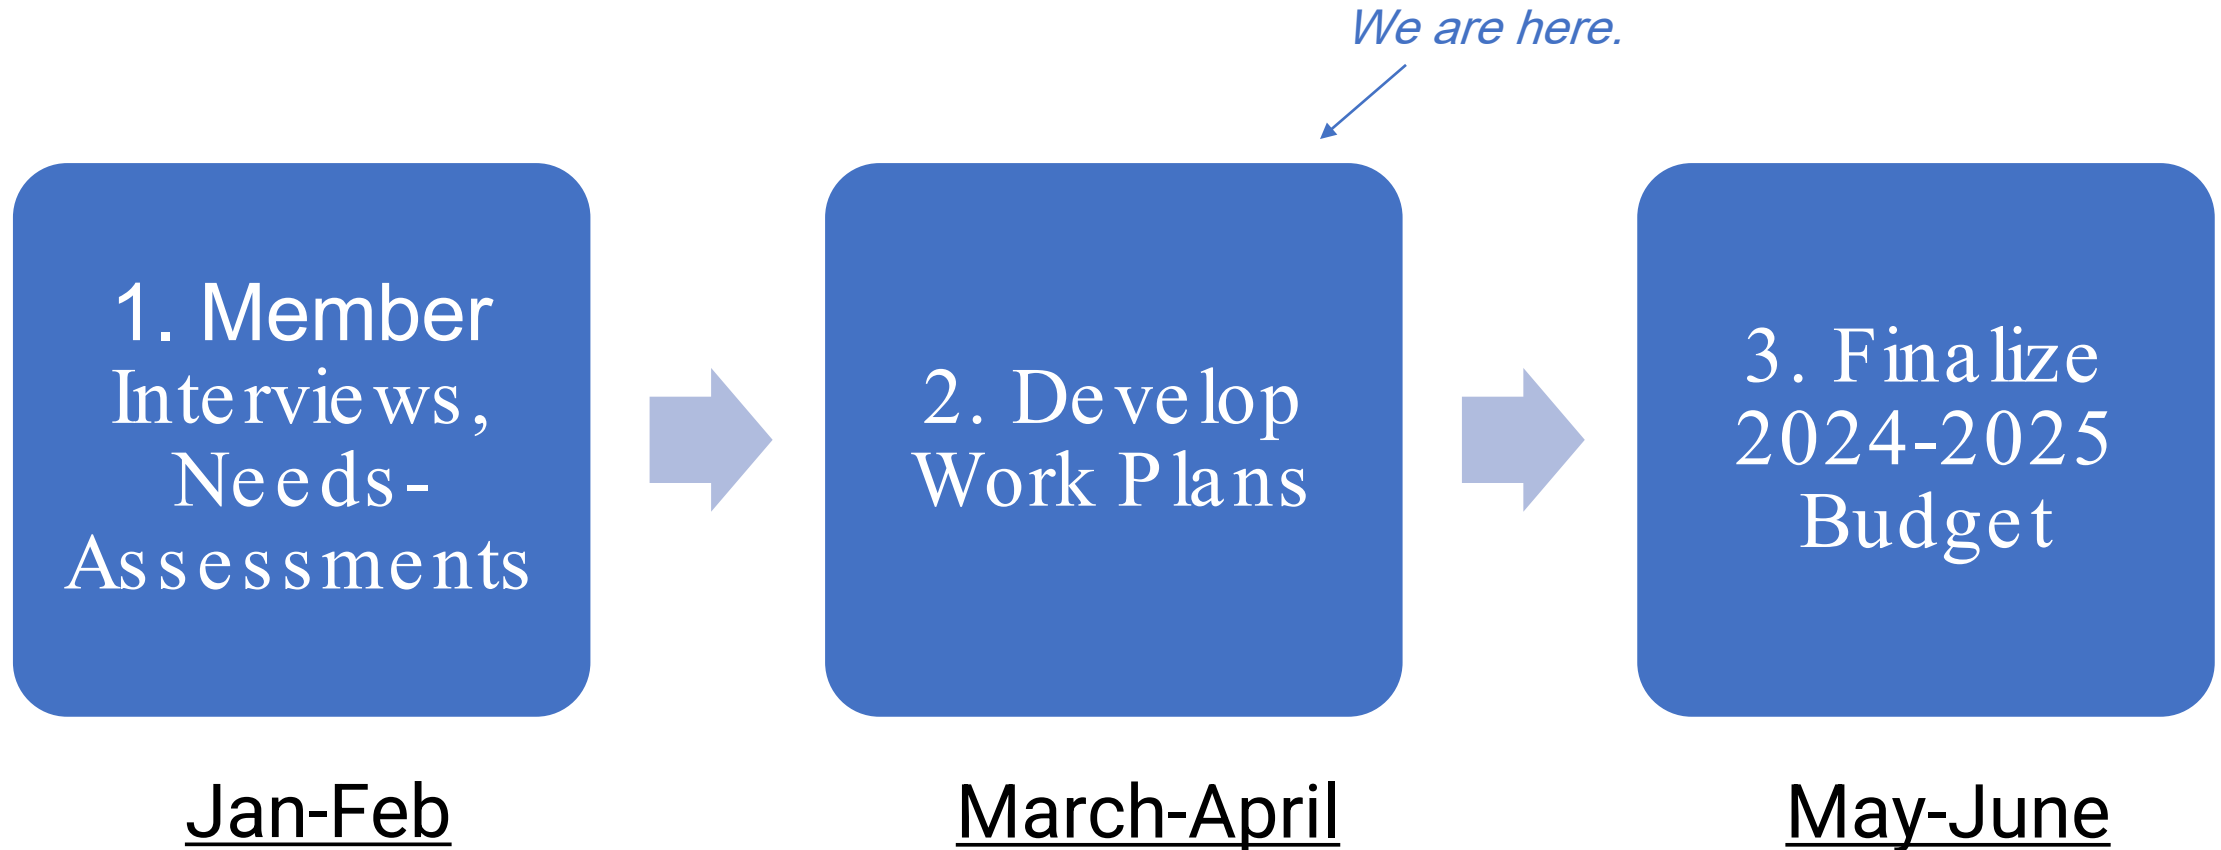 We are here.
1. Member
Interviews,
Needs-
Assessments
2. Develop
Work Plans
3. Finalize
2024-2025
Budget
Jan-Feb
March-April
May-June